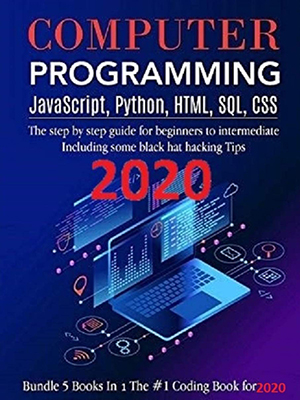 COMPUTER
PROGRAMMING
JavaScript, Python, HTML, SQL, CSS
The step by step guide for beginners to intermediate
Including some black hat hacking Tips
2020
Bundle 5 Books In 1 The #1 Coding Book for 2020